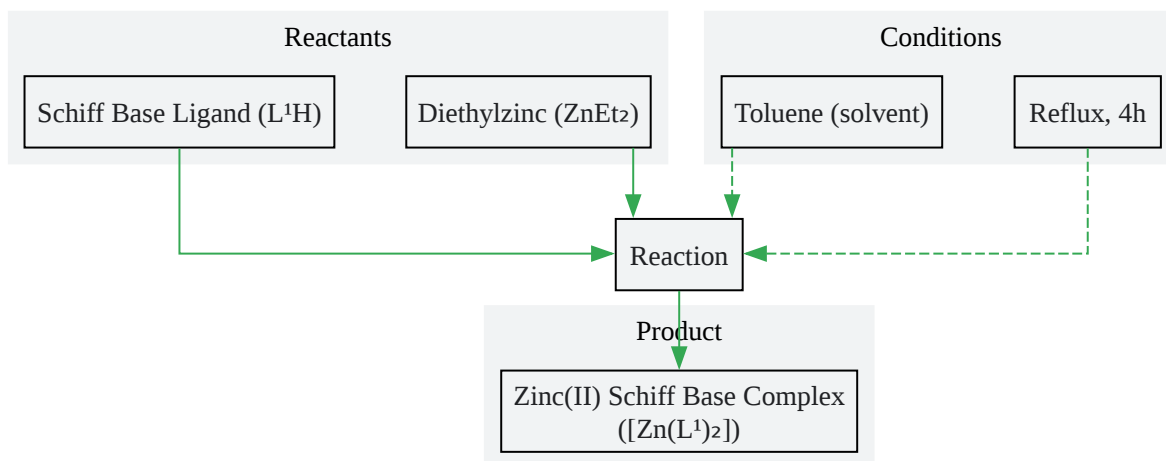 Reactants
Conditions
Schiff Base Ligand (L¹H)
Diethylzinc (ZnEt₂)
Toluene (solvent)
Reflux, 4h
Reaction
Product
Zinc(II) Schiff Base Complex
([Zn(L¹)₂])